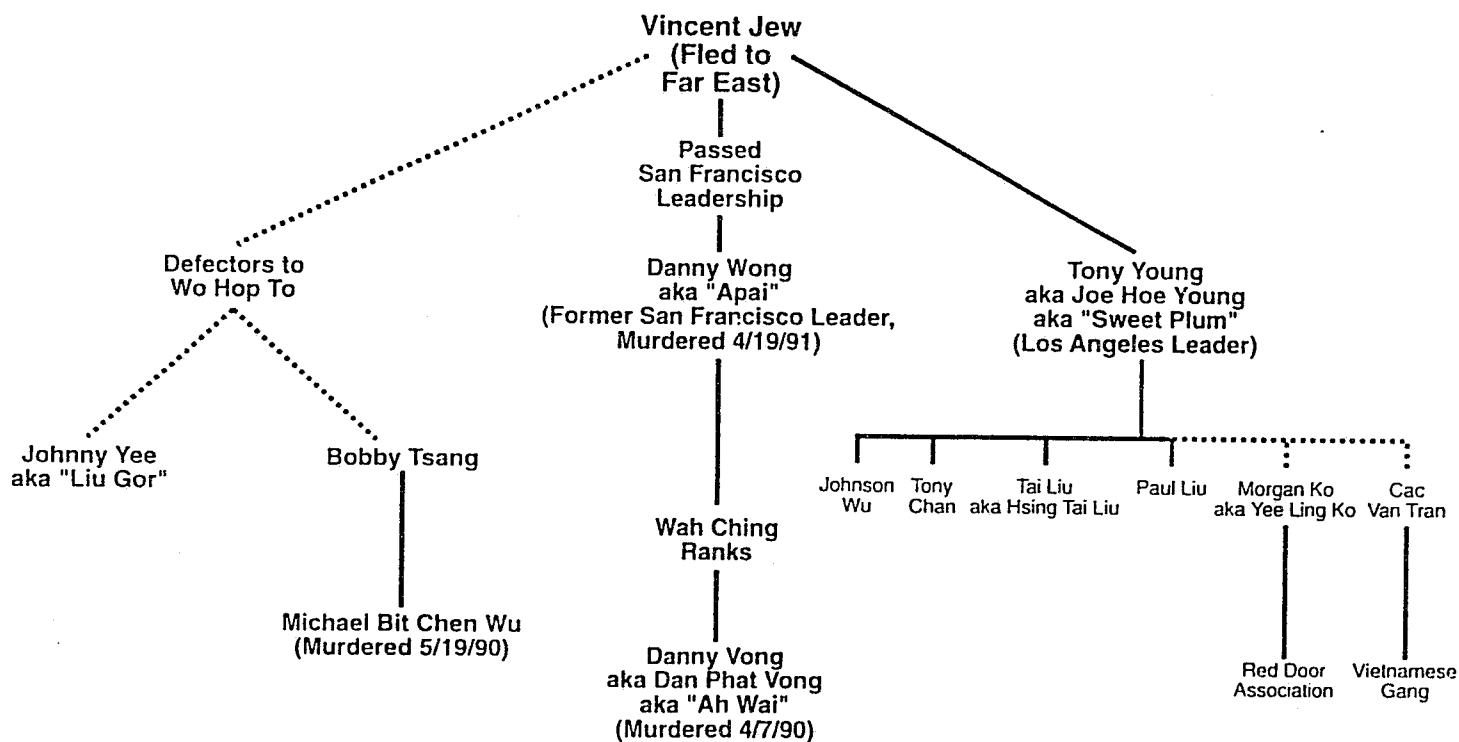 Vincent Jew
(Fled to
Far East)
Passed
San Francisco
Leadership
Defectors to
Wo Hop To
Danny Wong
aka "Apai"
(Former San Francisco Leader,
Murdered 4/19/91)
Tony Young
aka Joe Hoe Young
aka "Sweet Plum"
(Los Angeles Leader)
Johnny Yee
aka "Liu Gor"
Bobby Tsang
Johnson
Wu
Tony
Chan
Tai Liu
aka Hsing Tai Liu
Paul Liu
Morgan Ko
aka Yee Ling Ko
Cac
Van Tran
Wah Ching
Ranks
Michael Bit Chen Wu
(Murdered 5/19/90)
Danny Vong
aka Dan Phat Vong
aka "Ah Wai"
(Murdered 4/7/90)
Red Door
Association
Vietnamese
Gang